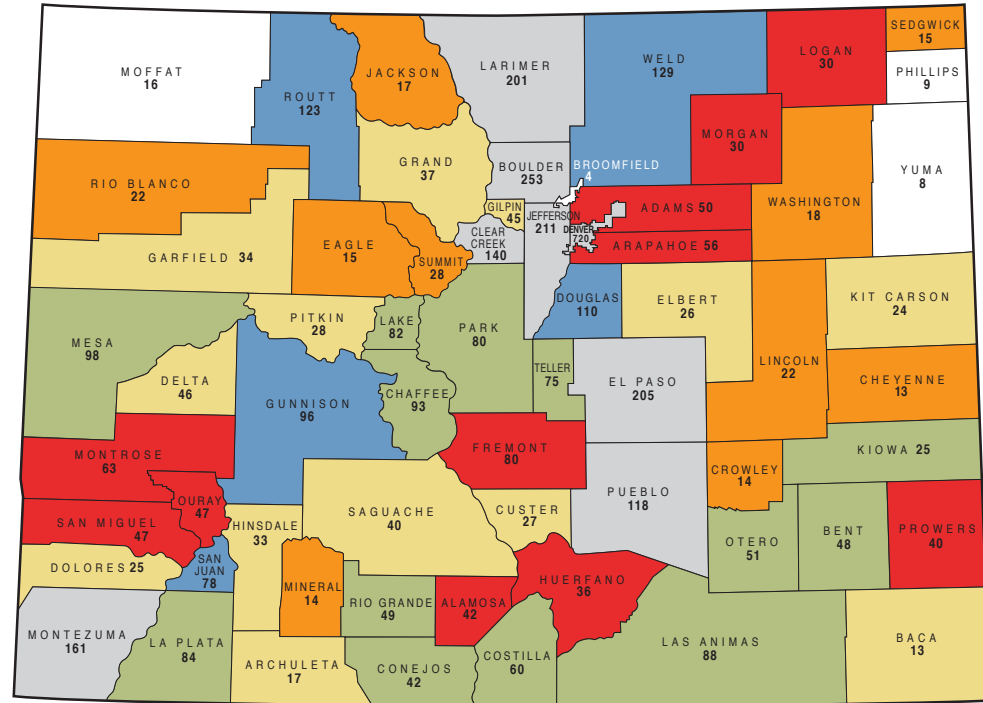 SEDGWICK
15
LOGAN
30
WELD
129
LARIMER
201
JACKSON
17
MOFFAT
16
PHILLIPS
9
ROUTT
123
MORGAN
30
GRAND
37
BOULDER
253
BROOMFIELD
4
YUMA
8
RIO BLANCO
22
WASHINGTON
18
GILPIN
45
ADAMS 50
JEFFERSON
211
DENVER
720
CLEAR
CREEK
140
EAGLE
15
ARAPAHOE 56
GARFIELD 34
SUMMIT
28
DOUGLAS
110
ELBERT
26
KIT CARSON
24
PITKIN
28
LAKE
82
PARK
80
MESA
98
LINCOLN
22
TELLER
75
DELTA
46
EL PASO
205
CHEYENNE
13
GUNNISON
96
CHAFFEE
93
FREMONT
80
KIOWA 25
MONTROSE
63
CROWLEY
14
PUEBLO
118
OURAY
47
SAGUACHE
40
CUSTER
27
SAN MIGUEL
47
HINSDALE
33
OTERO
51
BENT
48
PROWERS
40
DOLORES 25
SAN
JUAN
78
MINERAL
14
HUERFANO
36
RIO GRANDE
49
ALAMOSA
42
MONTEZUMA
161
LA PLATA
84
LAS ANIMAS
88
BACA
13
ARCHULETA
17
CONEJOS
42
COSTILLA
60